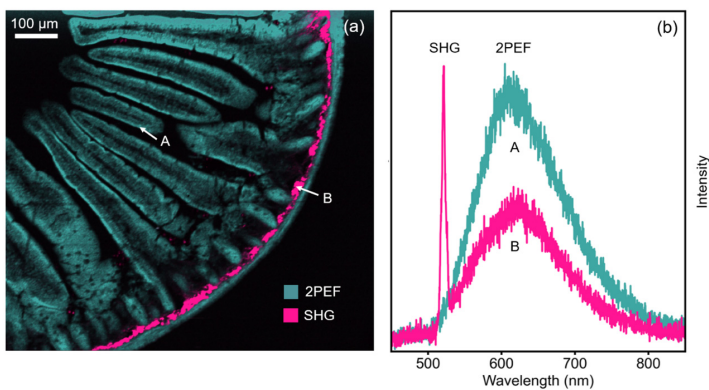 100 µm
(a)
A
B
2PEF
SHG
(b)
SHG
2PEF
A
B
Intensity
500 600 700 800
Wavelength (nm)